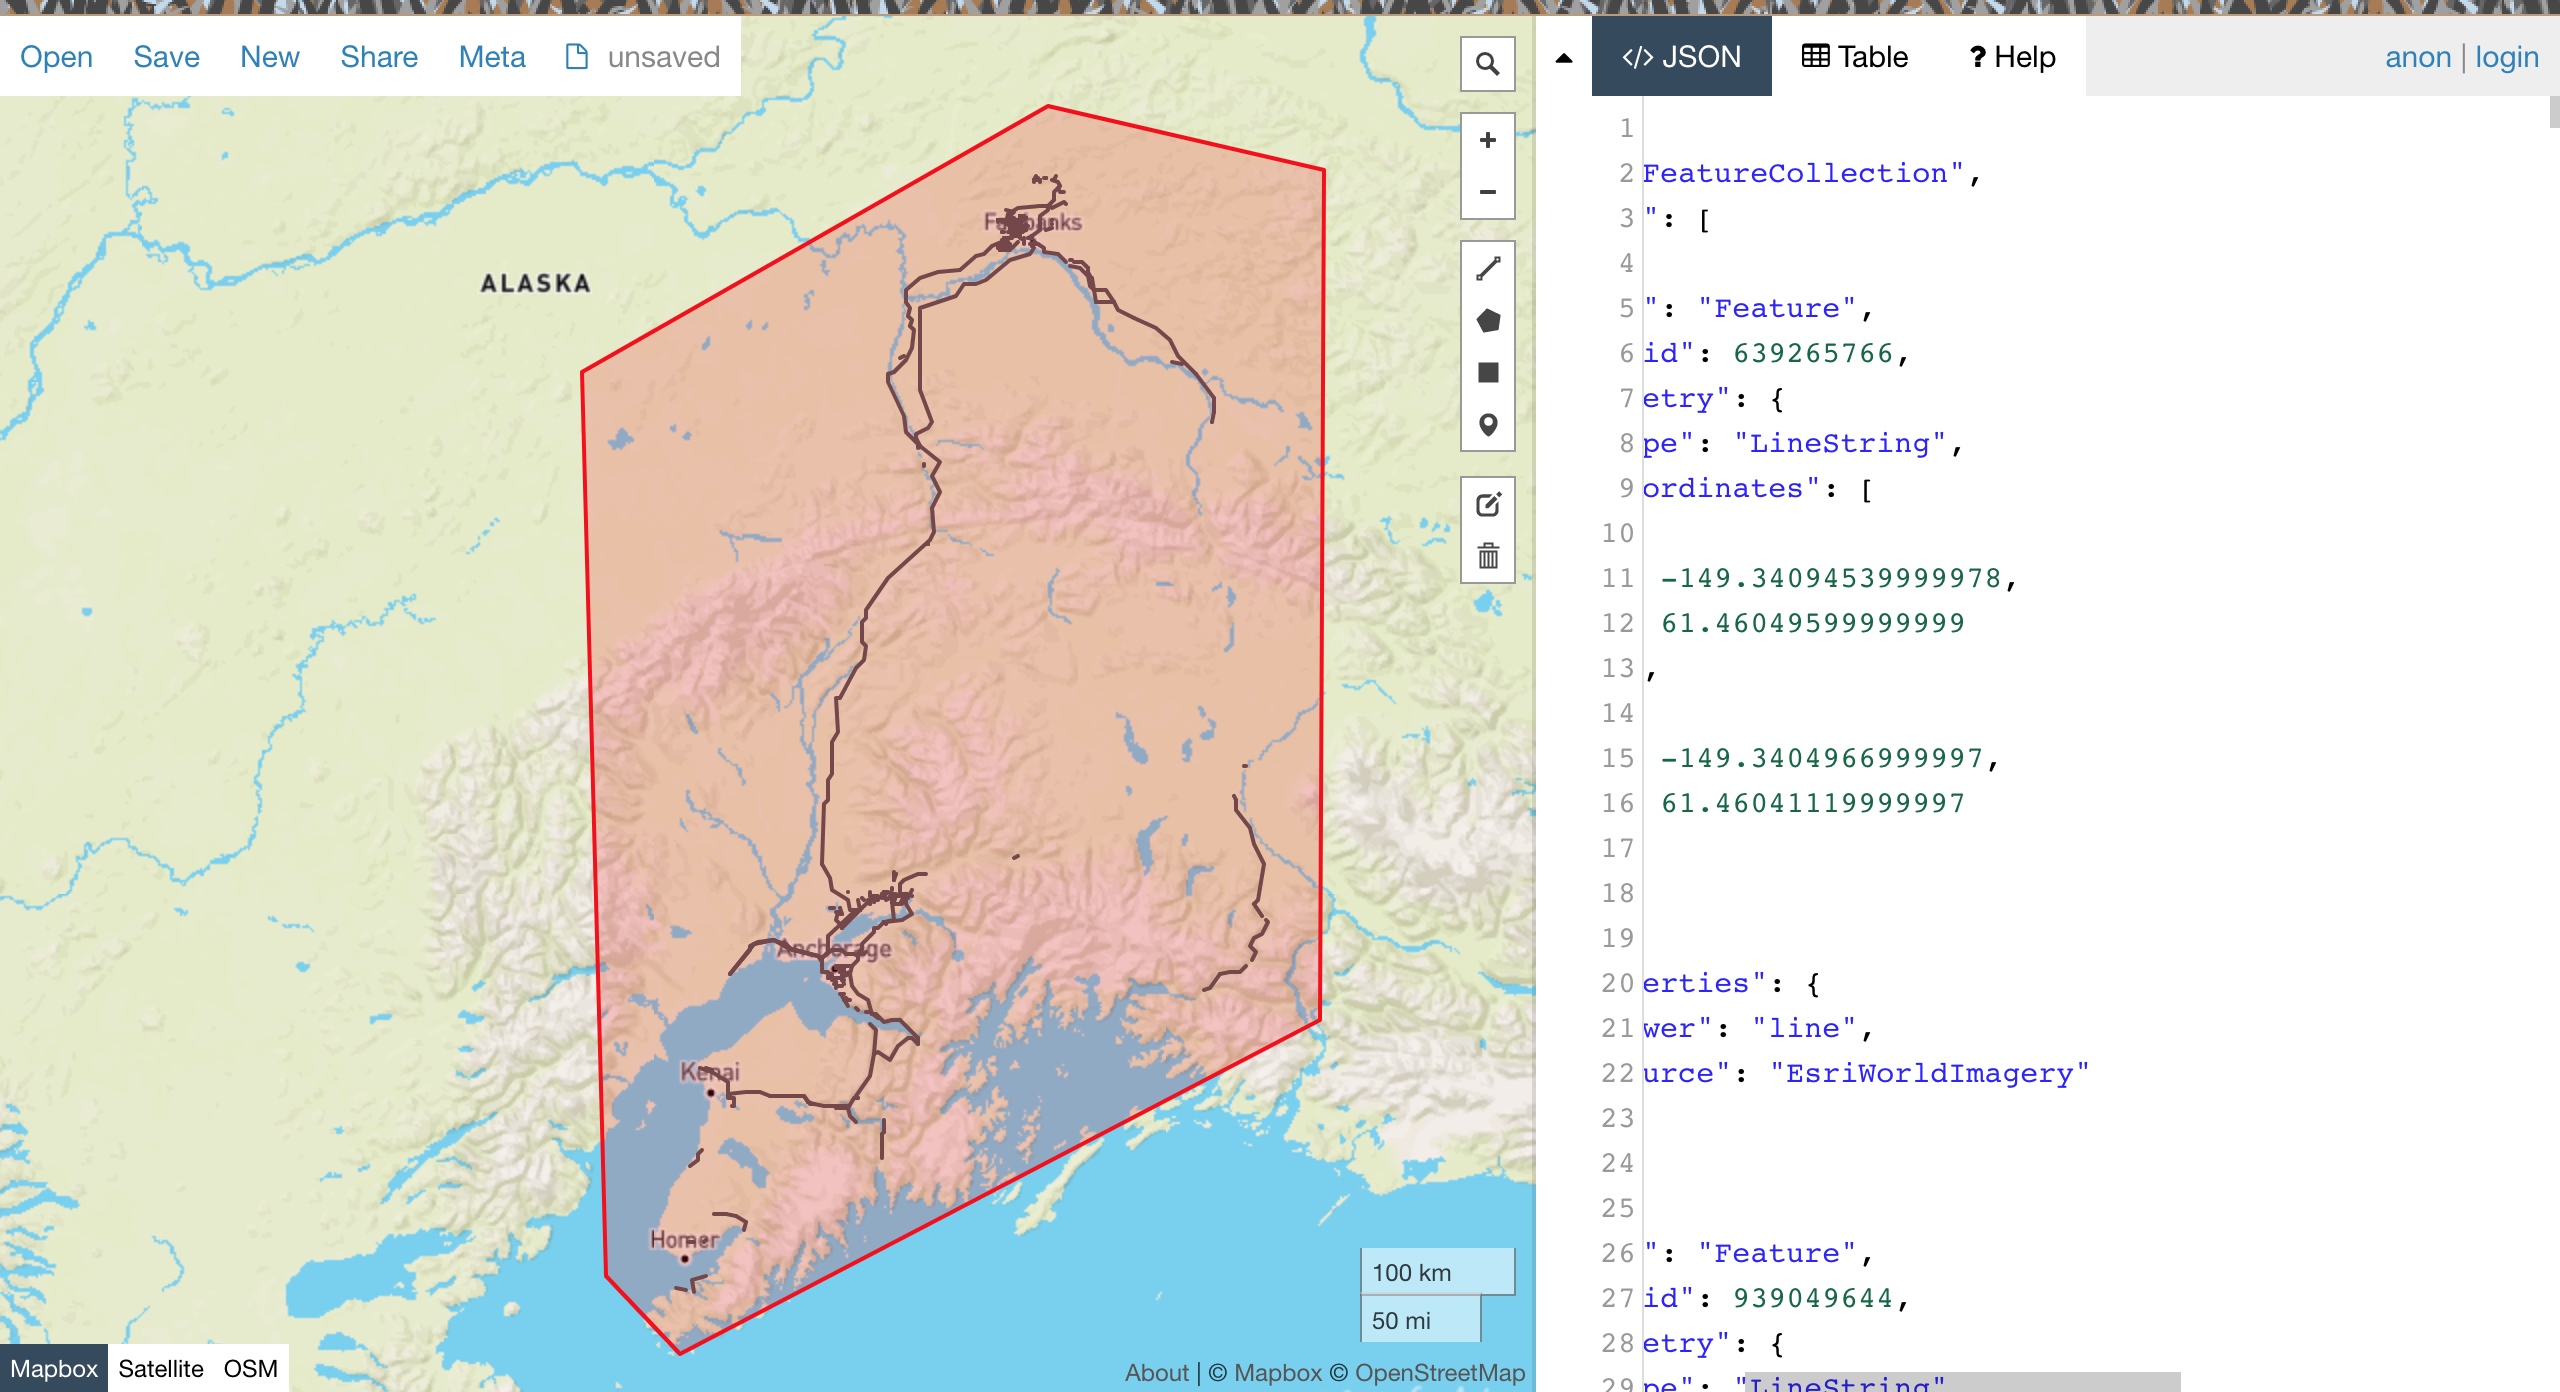 Open Save New Share Meta unsaved
ALASKA
Fairbanks
Anchorage
Kenai
Homer
100 km
50 mi
Mapbox Satellite OSM
About | © Mapbox © OpenStreetMap
</> JSON Table ? Help anon | login
1
2 FeatureCollection",
3 ": [
4
5 ": "Feature",
6 id": 639265766,
7 etry": {
8 pe": "LineString",
9 ordinates": [
10
11 -149.34094539999978,
12 61.46049599999999
13 ,
14
15 -149.3404966999997,
16 61.46041119999997
17
18
19
20 erties": {
21 wer": "line",
22 urce": "EsriWorldImagery"
23
24
25
26 ": "Feature",
27 id": 939049644,
28 etry": {
29 pe": "LineString"